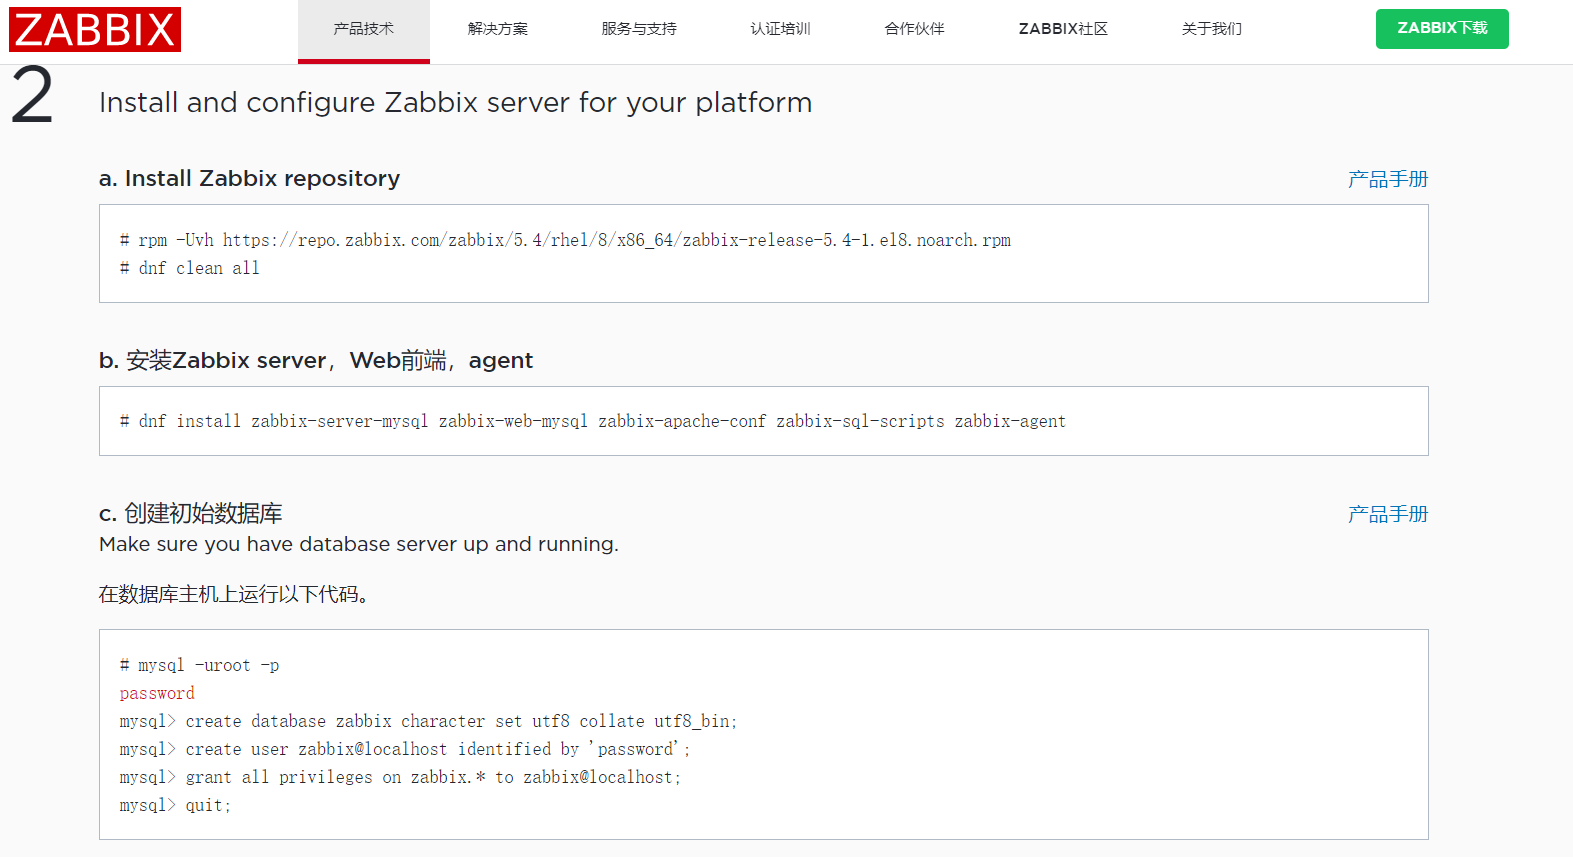 ZABBIX
产品技术
解决方案
服务与支持
认证培训
合作伙伴
ZABBIX社区
关于我们
ZABBIX下载
2
Install and configure Zabbix server for your platform
a. Install Zabbix repository
产品手册
# rpm -Uvh https://repo.zabbix.com/zabbix/5.4/rhel/8/x86_64/zabbix-release-5.4-1.el8.noarch.rpm
# dnf clean all
b. 安装Zabbix server，Web前端，agent
# dnf install zabbix-server-mysql zabbix-web-mysql zabbix-apache-conf zabbix-sql-scripts zabbix-agent
c. 创建初始数据库
产品手册
Make sure you have database server up and running.
在数据库主机上运行以下代码。
# mysql -uroot -p
password
mysql> create database zabbix character set utf8 collate utf8_bin;
mysql> create user zabbix@localhost identified by 'password';
mysql> grant all privileges on zabbix.* to zabbix@localhost;
mysql> quit;